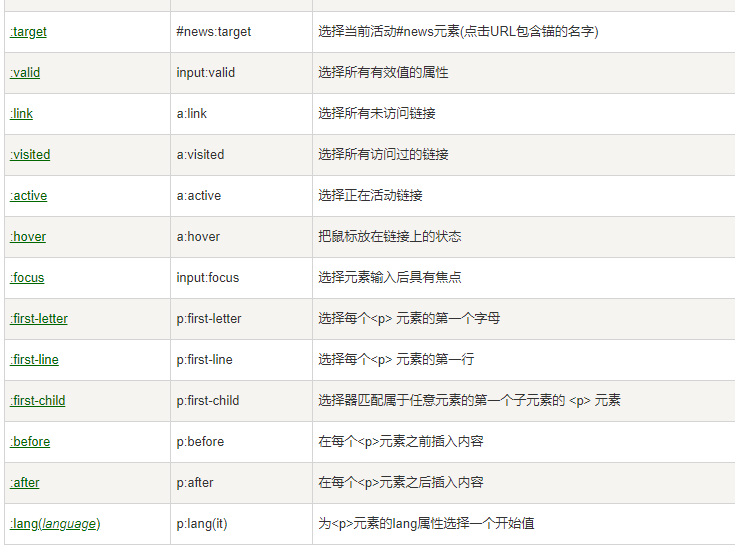 :target #news:target 选择当前活动#news元素(点击URL包含锚的名字)
:valid input:valid 选择所有有效值的属性
:link a:link 选择所有未访问链接
:visited a:visited 选择所有访问过的链接
:active a:active 选择正在活动链接
:hover a:hover 把鼠标放在链接上的状态
:focus input:focus 选择元素输入后具有焦点
:first-letter p:first-letter 选择每个<p> 元素的第一个字母
:first-line p:first-line 选择每个<p> 元素的第一行
:first-child p:first-child 选择器匹配属于任意元素的第一个子元素的 <p> 元素
:before p:before 在每个<p>元素之前插入内容
:after p:after 在每个<p>元素之后插入内容
:lang(language) p:lang(it) 为<p>元素的lang属性选择一个开始值